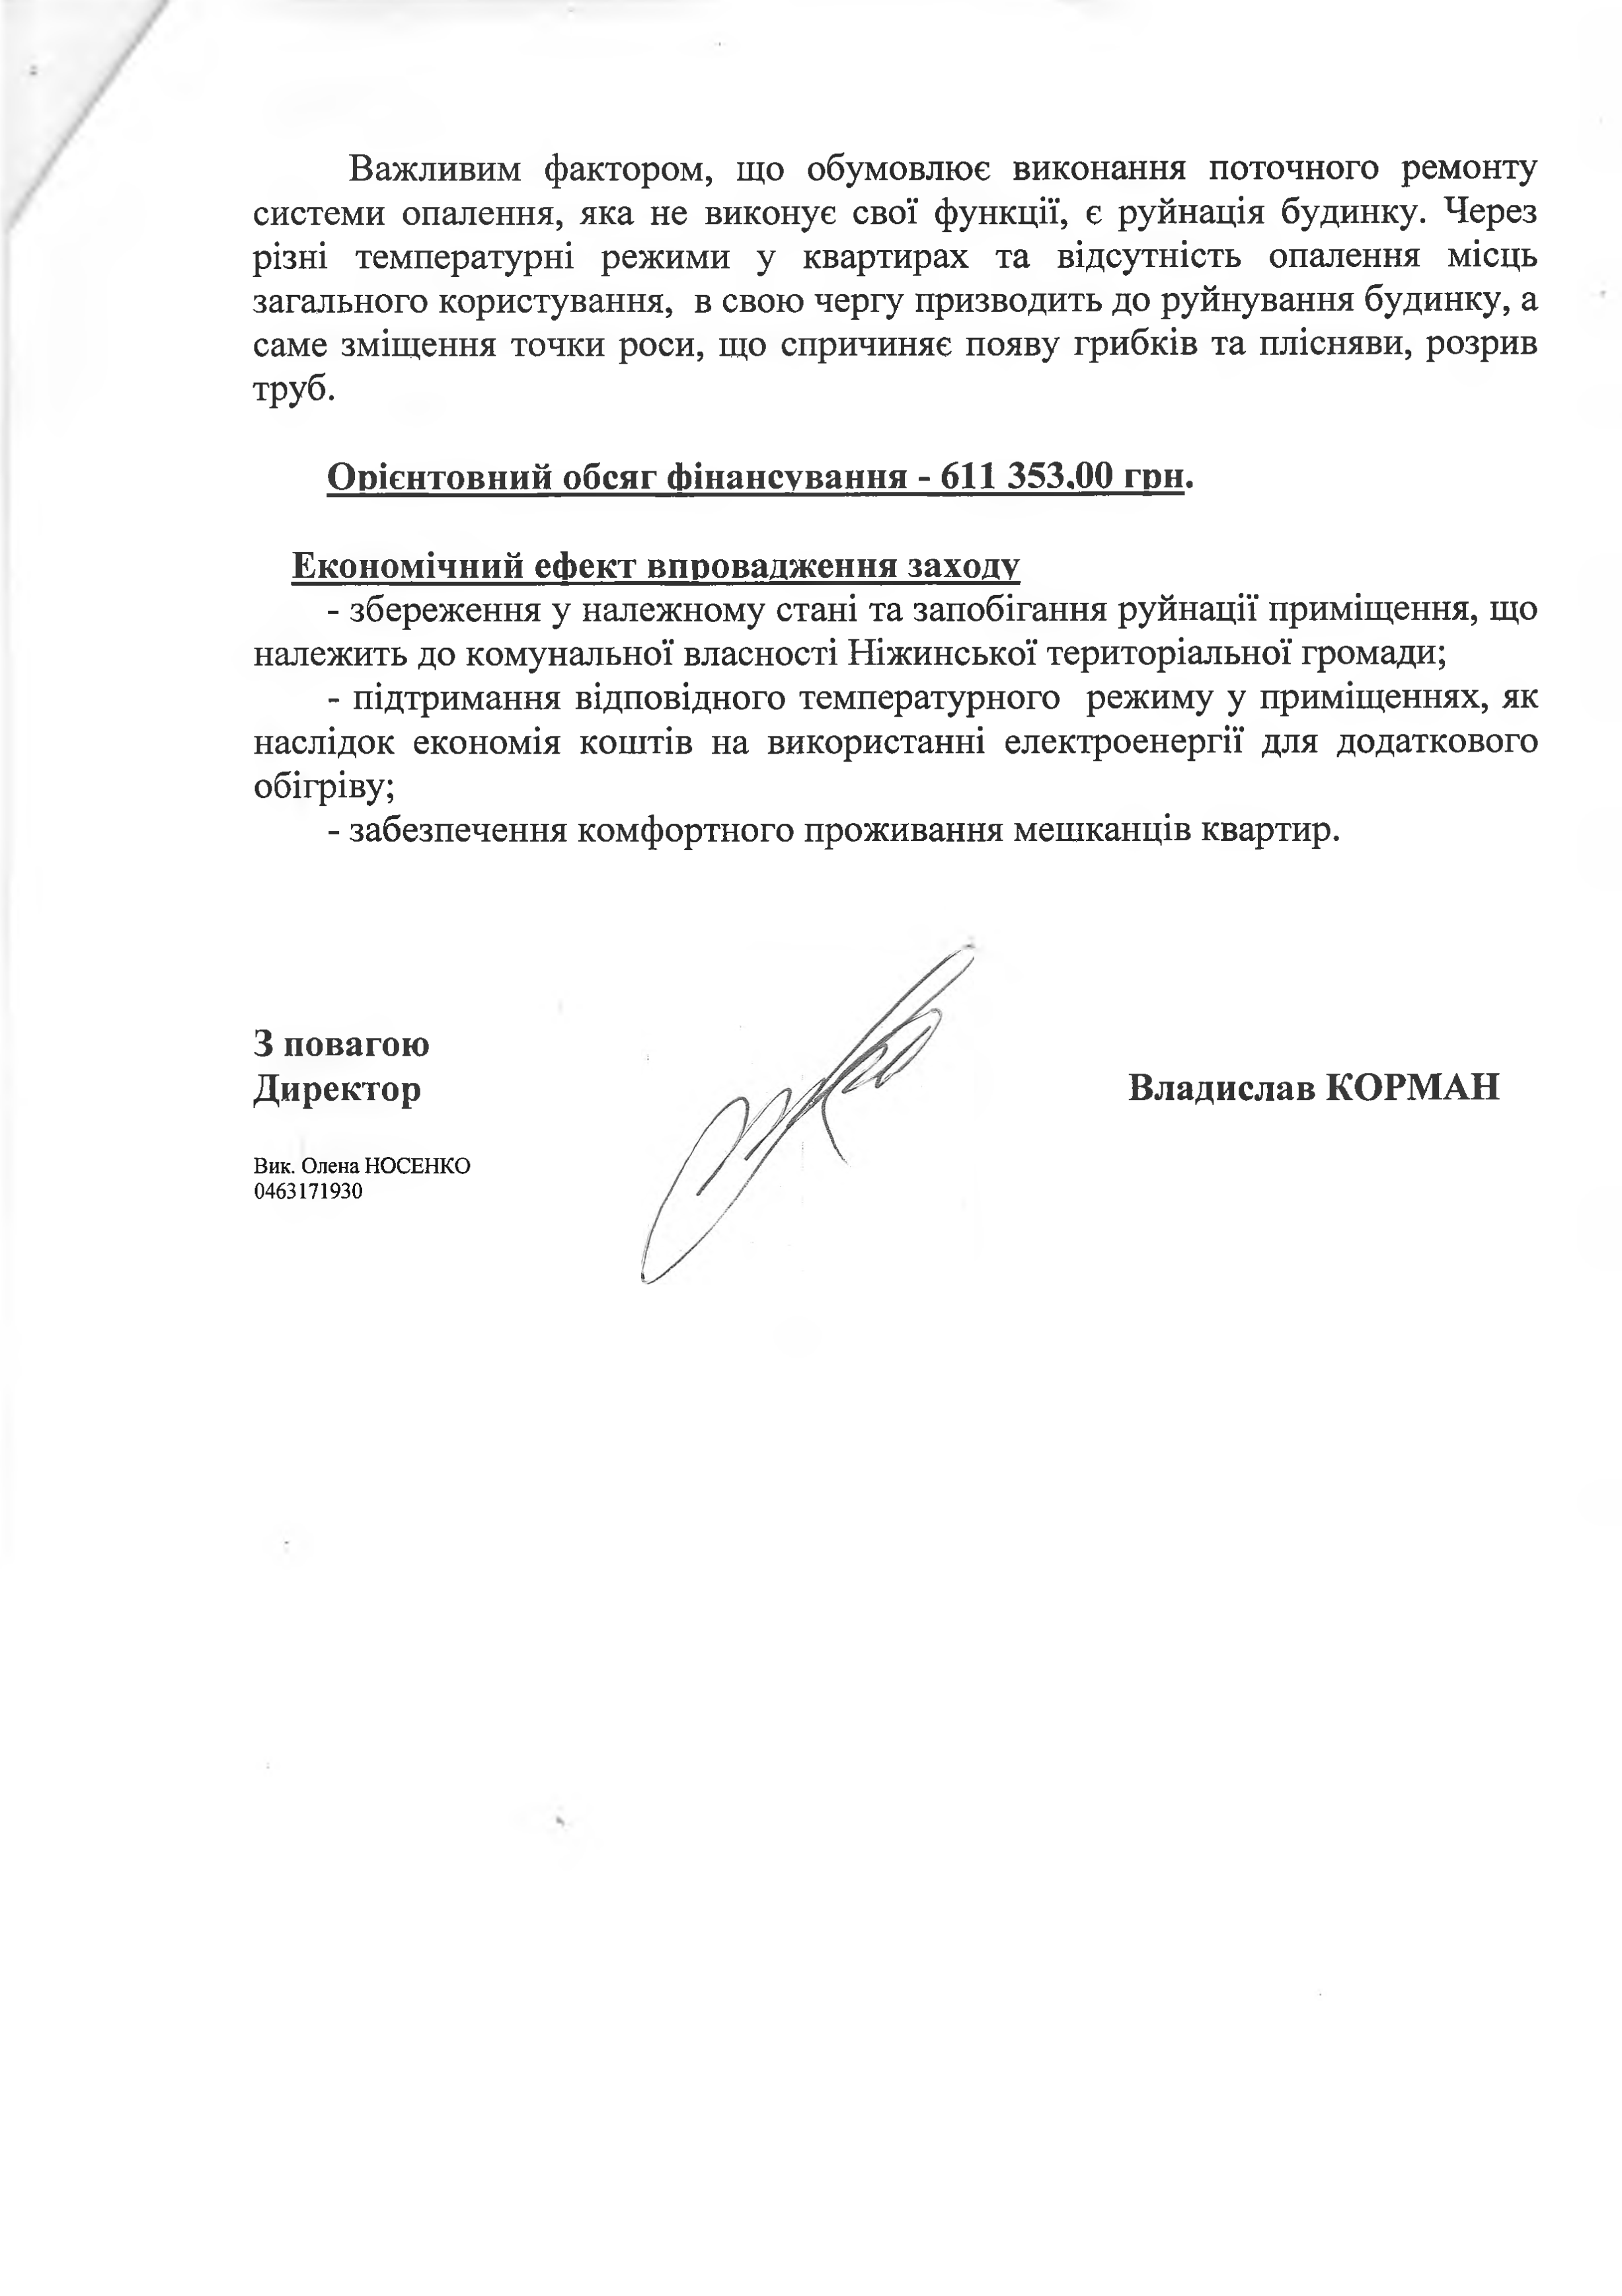 Важливим фактором, що обумовлює виконання поточного ремонту
системи опалення, яка не виконує свої функції, є руйнація будинку. Через
різні температурні режими у квартирах та відсутність опалення місць
загального користування, в свою чергу призводить до руйнування будинку, а
саме зміщення точки роси, що спричиняє появу грибків та плісняви, розрив
труб.
Орієнтовний обсяг фінансування - 611 353,00 грн.
Економічний ефект впровадження заходу
- збереження у належному стані та запобігання руйнації приміщення, що
належить до комунальної власності Ніжинської територіальної громади;
- підтримання відповідного температурного режиму у приміщеннях, як
наслідок економія коштів на використанні електроенергії для додаткового
обігріву;
- забезпечення комфортного проживання мешканців квартир.
З повагою
Директор Владислав КОРМАН
Вик. Олена НОСЕНКО
0463171930